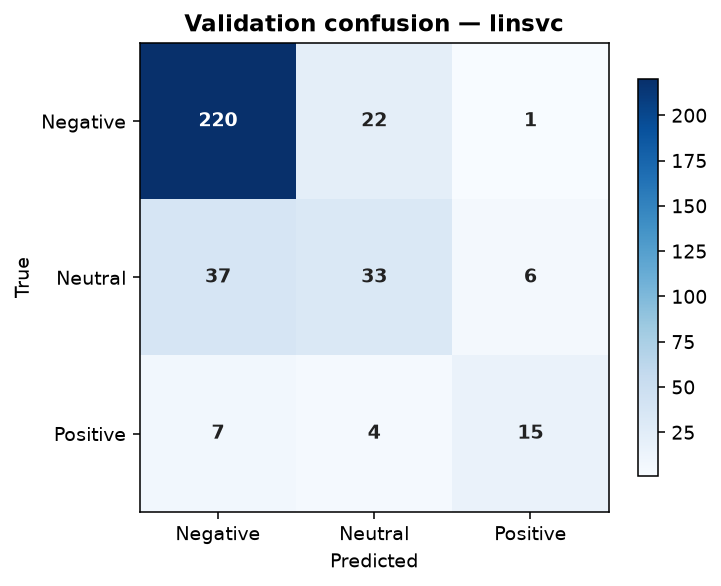 Validation confusion — linsvc
Negative 220 22 1
Neutral 37 33 6
Positive 7 4 15
Negative Neutral Positive
Predicted
True
200
175
150
125
100
75
50
25